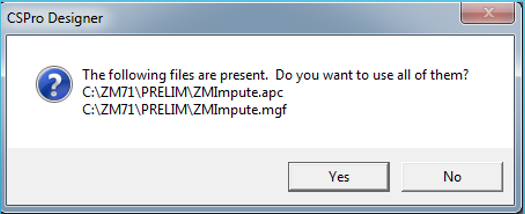 CSPro Designer
The following files are present. Do you want to use all of them?
C:\ZM71\PRELIM\ZMImpute.apc
C:\ZM71\PRELIM\ZMImpute.mgf
Yes
No